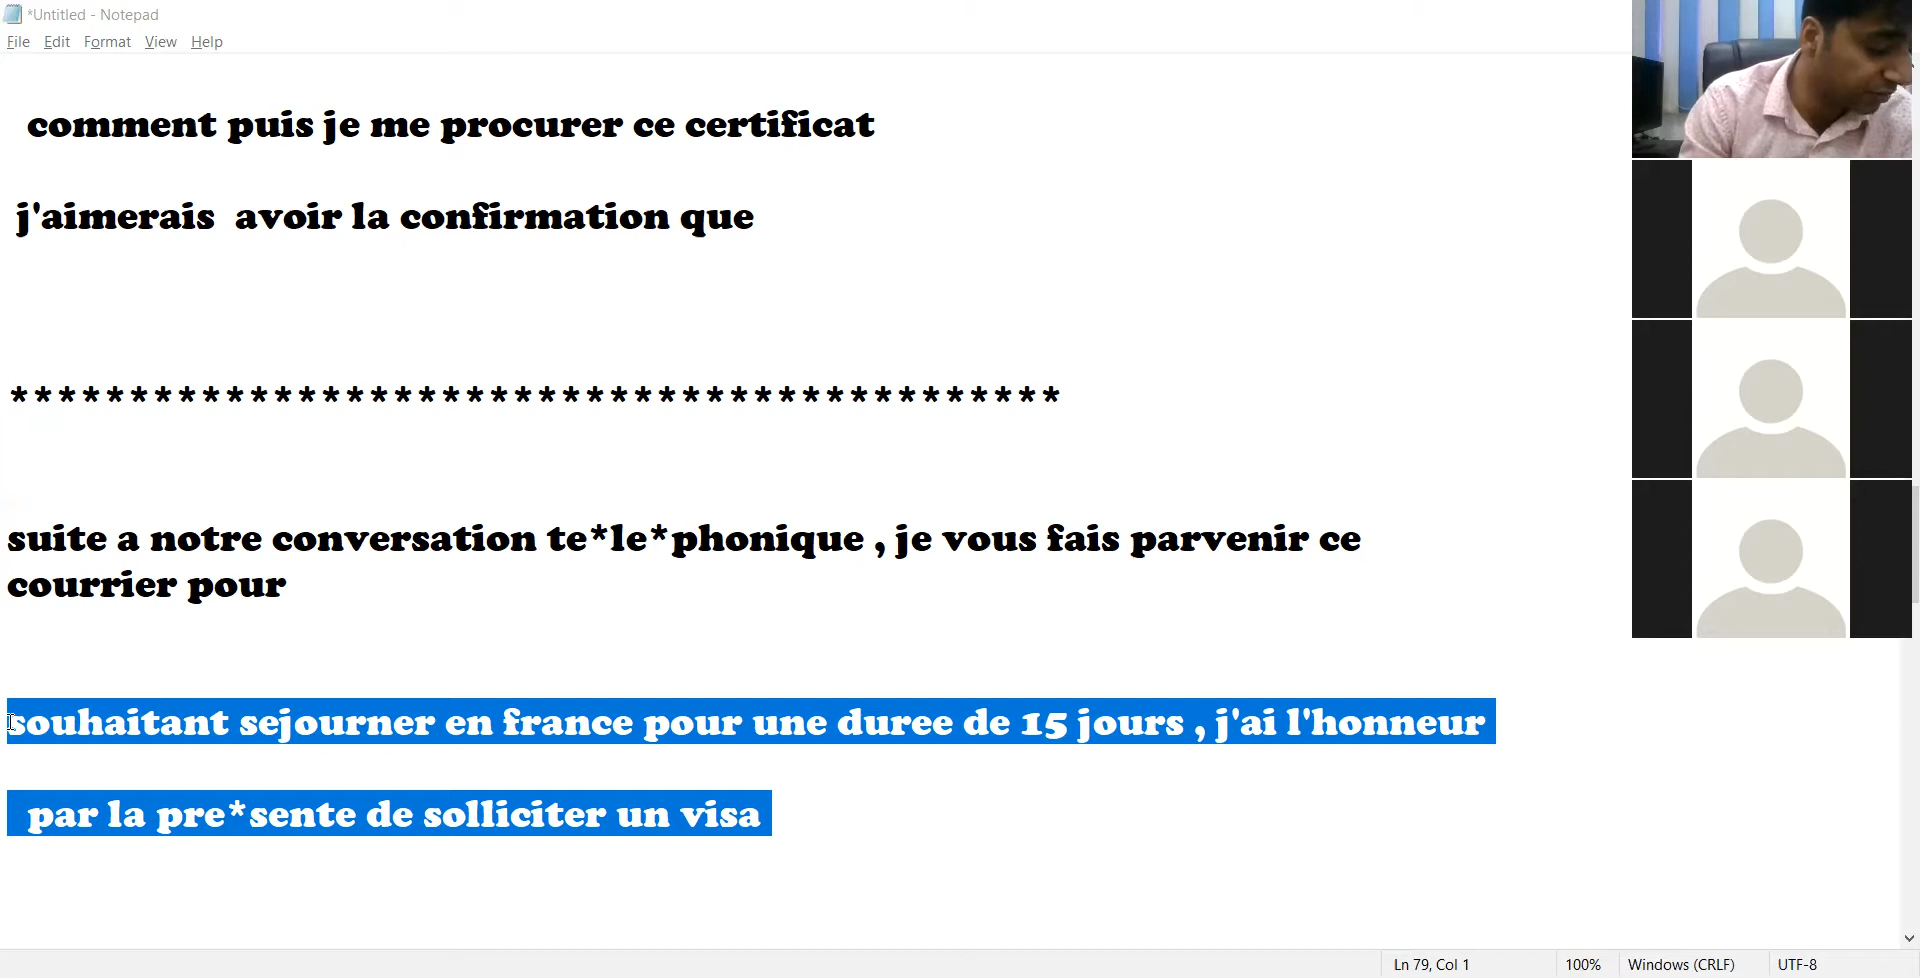 *Untitled - Notepad
File Edit Format View Help
comment puis je me procurer ce certificat
j'aimerais  avoir la confirmation que
********************************************
suite a notre conversation te*le*phonique , je vous fais parvenir ce
courrier pour
souhaitant sejourner en france pour une duree de 15 jours , j'ai l'honneur
par la pre*sente de solliciter un visa
Ln 79, Col 1 100% Windows (CRLF) UTF-8